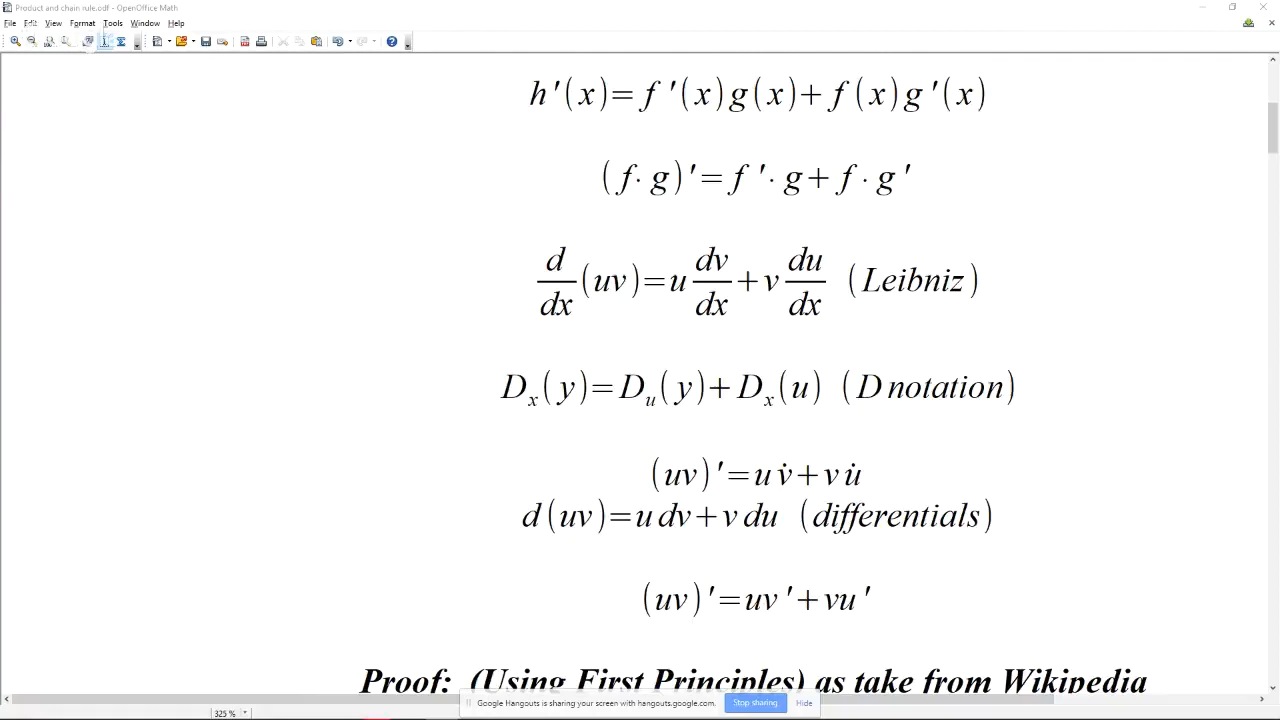 Product and chain rule.odf - OpenOffice Math
File Edit View Format Tools Window Help
h′(x)=f′(x)g(x)+f(x)g′(x)
(f·g)′=f′·g+f·g′
d/dx(uv)=u dv/dx+v du/dx (Leibniz)
Dₓ(y)=Dᵤ(y)+Dₓ(u) (D notation)
(uv)′=u v̇+v u̇
d(uv)=u dv+v du (differentials)
(uv)′=uv′+vu′
Proof: (Using First Principles) as take from Wikipedia
Google Hangouts is sharing your screen with hangouts.google.com. Stop sharing Hide
325 %